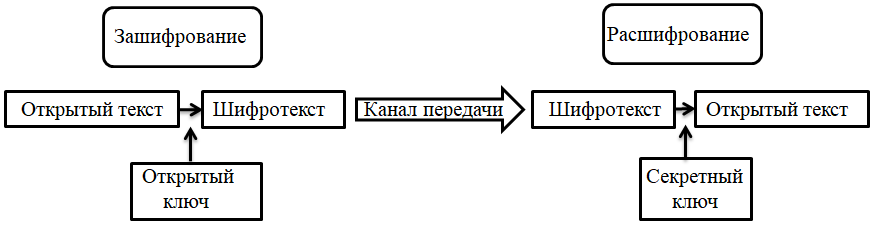 Зашифрование
Расшифрование
Открытый текст
Шифротекст
Канал передачи
Шифротекст
Открытый текст
Открытый
ключ
Секретный
ключ